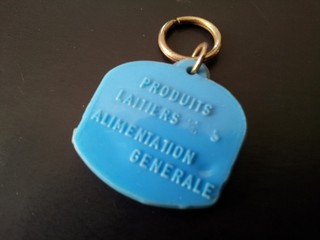 PRODUITS
LAITIERS
ALIMENTATION
GENERALE